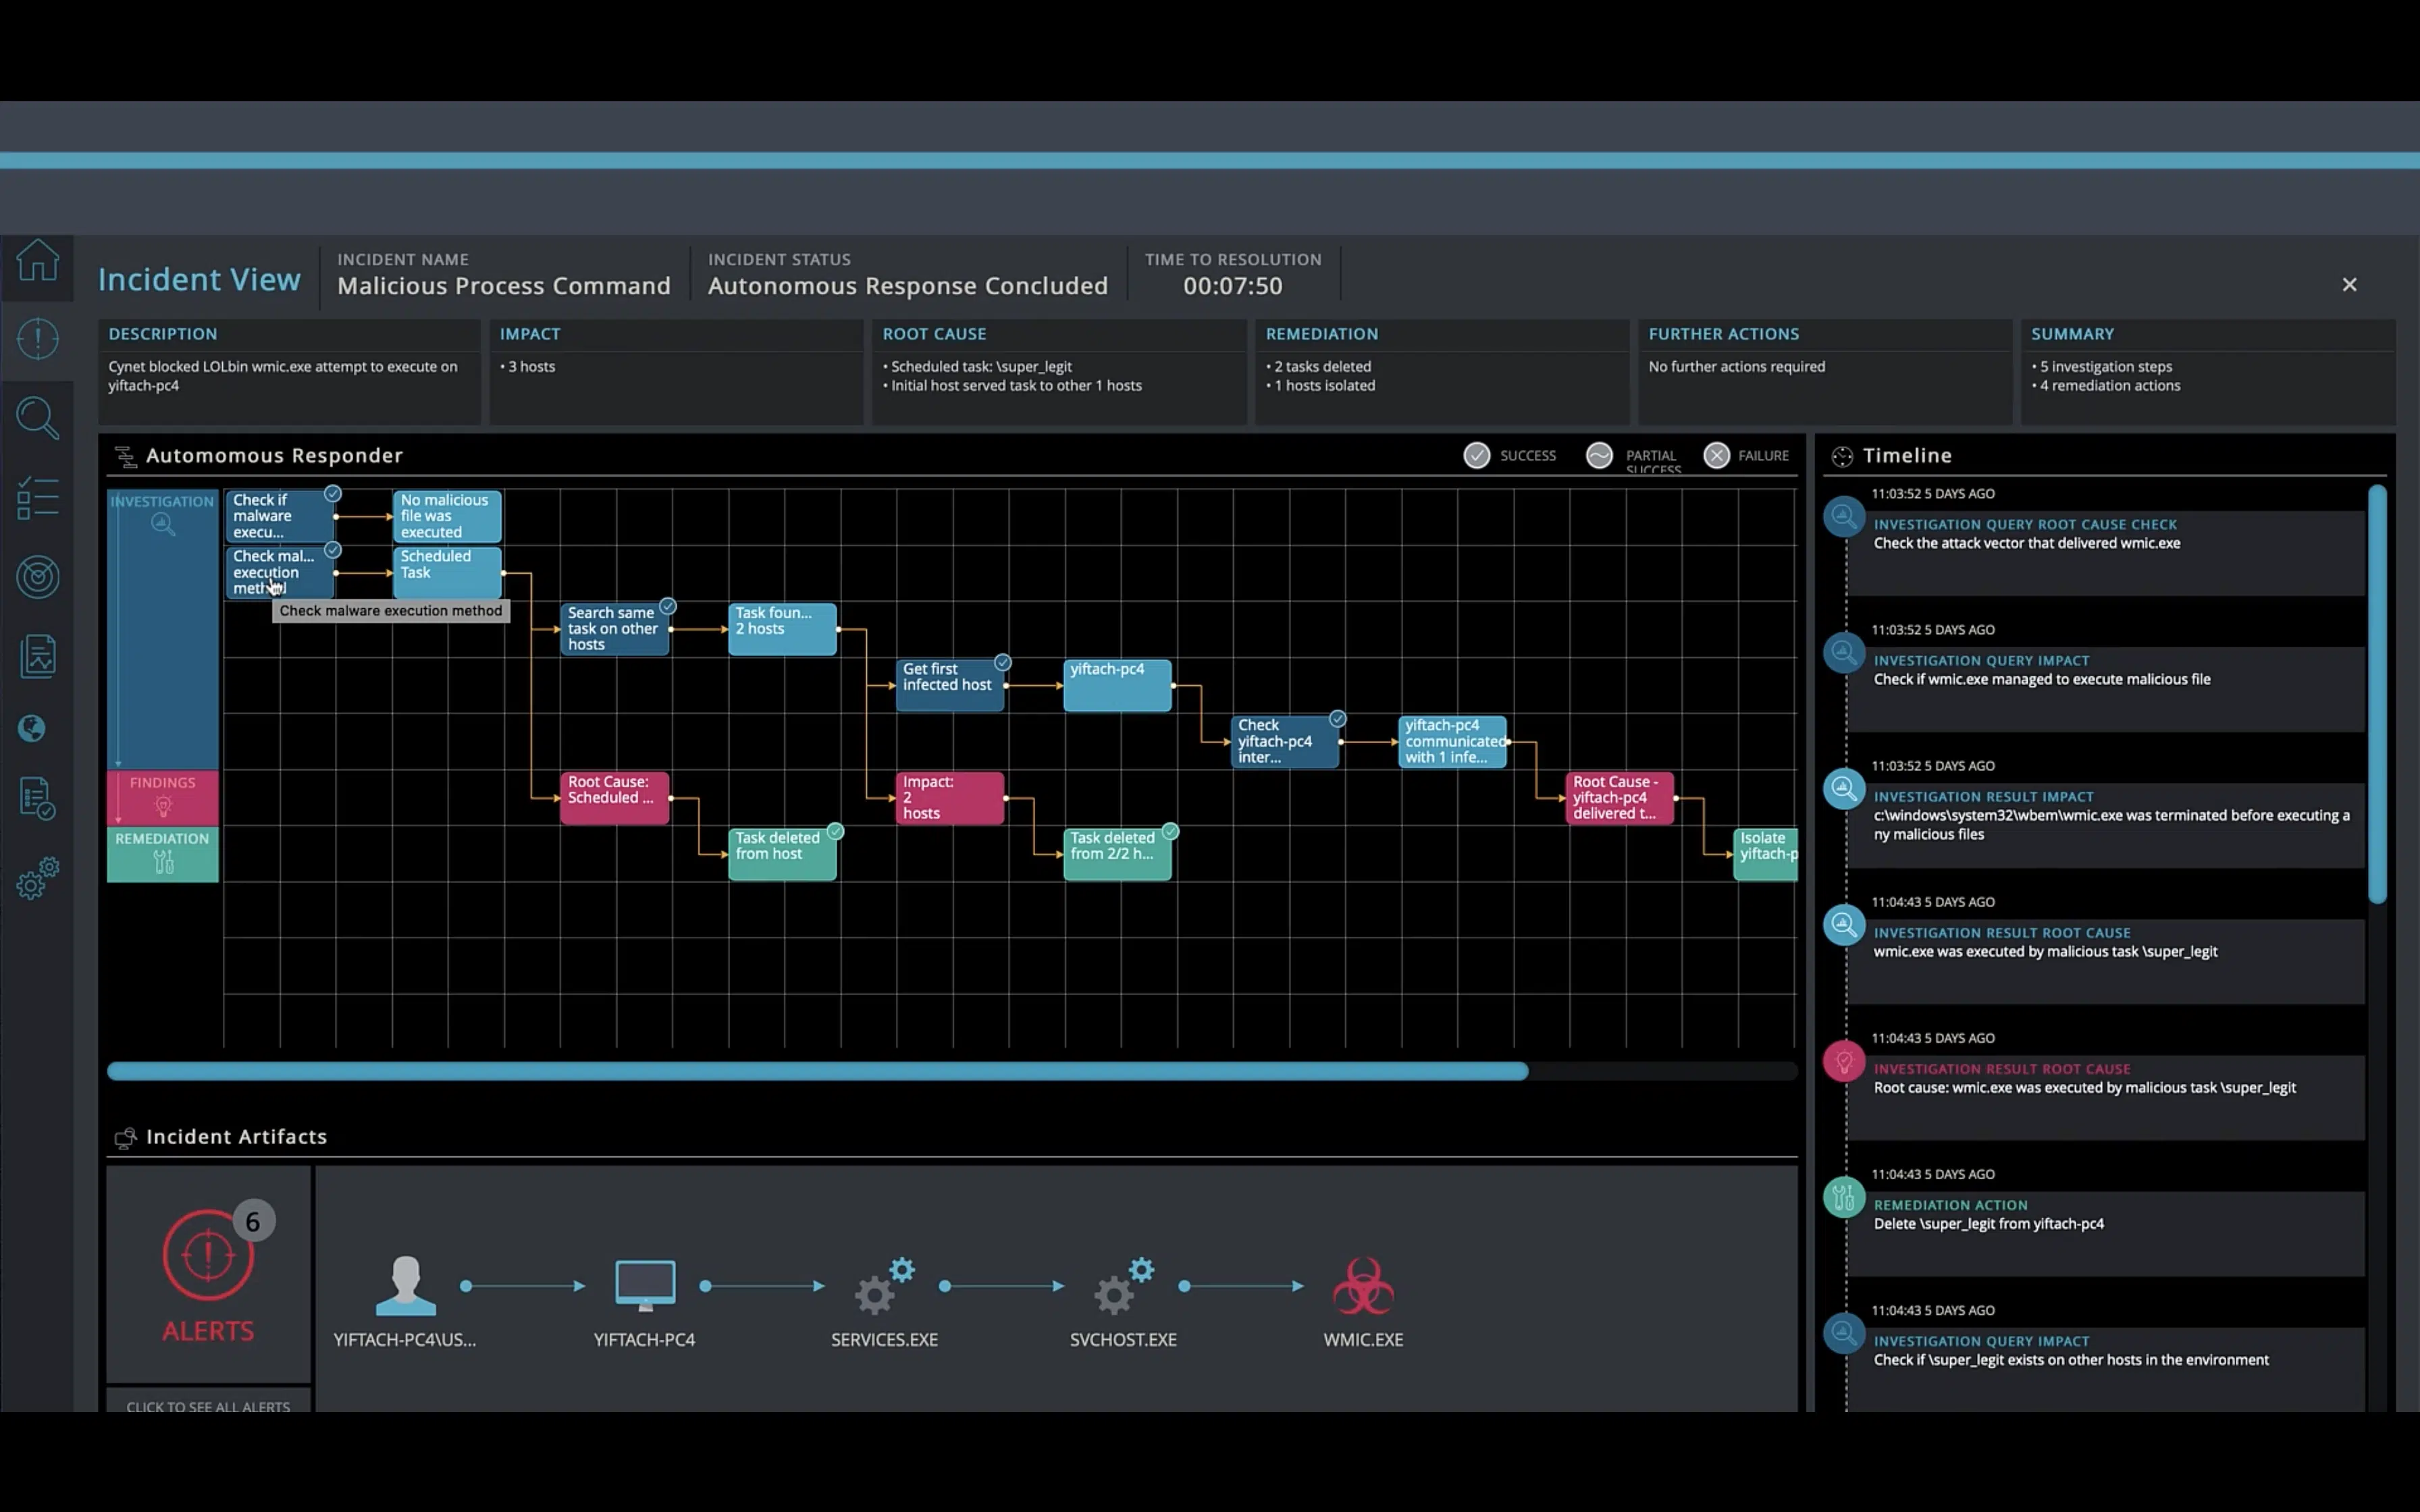 Incident View
INCIDENT NAME
Malicious Process Command
INCIDENT STATUS
Autonomous Response Concluded
TIME TO RESOLUTION
00:07:50
DESCRIPTION
Cynet blocked LOLbin wmic.exe attempt to execute on
yiftach-pc4
IMPACT
• 3 hosts
ROOT CAUSE
• Scheduled task: \super_legit
• Initial host served task to other 1 hosts
REMEDIATION
• 2 tasks deleted
• 1 hosts isolated
FURTHER ACTIONS
No further actions required
SUMMARY
• 5 investigation steps
• 4 remediation actions
Automomous Responder
SUCCESS
PARTIAL
SUCCESS
FAILURE
INVESTIGATION
Check if
malware
execu...
No malicious
file was
executed
Check mal...
execution
method
Scheduled
Task
Check malware execution method
Search same
task on other
hosts
Task foun...
2 hosts
Get first
infected host
yiftach-pc4
Check
yiftach-pc4
inter...
yiftach-pc4
communicated
with 1 infe...
FINDINGS
Root Cause:
Scheduled ...
Impact:
2
hosts
Root Cause -
yiftach-pc4
delivered t...
REMEDIATION
Task deleted
from host
Task deleted
from 2/2 h...
Isolate
yiftach-p
Incident Artifacts
6
ALERTS
CLICK TO SEE ALL ALERTS
YIFTACH-PC4\US...
YIFTACH-PC4
SERVICES.EXE
SVCHOST.EXE
WMIC.EXE
Timeline
11:03:52 5 DAYS AGO
INVESTIGATION QUERY ROOT CAUSE CHECK
Check the attack vector that delivered wmic.exe
11:03:52 5 DAYS AGO
INVESTIGATION QUERY IMPACT
Check if wmic.exe managed to execute malicious file
11:03:52 5 DAYS AGO
INVESTIGATION RESULT IMPACT
c:\windows\system32\wbem\wmic.exe was terminated before executing a
ny malicious files
11:04:43 5 DAYS AGO
INVESTIGATION RESULT ROOT CAUSE
wmic.exe was executed by malicious task \super_legit
11:04:43 5 DAYS AGO
INVESTIGATION RESULT ROOT CAUSE
Root cause: wmic.exe was executed by malicious task \super_legit
11:04:43 5 DAYS AGO
REMEDIATION ACTION
Delete \super_legit from yiftach-pc4
11:04:43 5 DAYS AGO
INVESTIGATION QUERY IMPACT
Check if \super_legit exists on other hosts in the environment